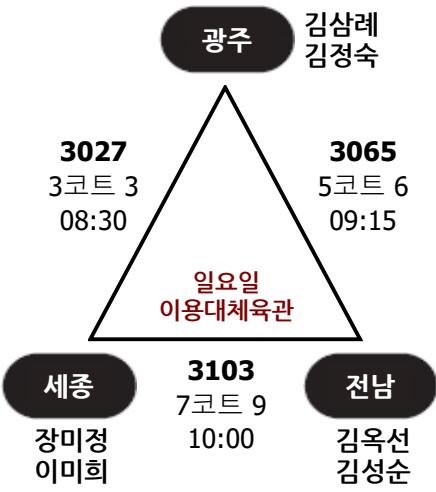 광주
김삼례
김정숙
3027
3코트 3
08:30
3065
5코트 6
09:15
일요일
이용대체육관
세종
장미정
이미희
3103
7코트 9
10:00
전남
김옥선
김성순